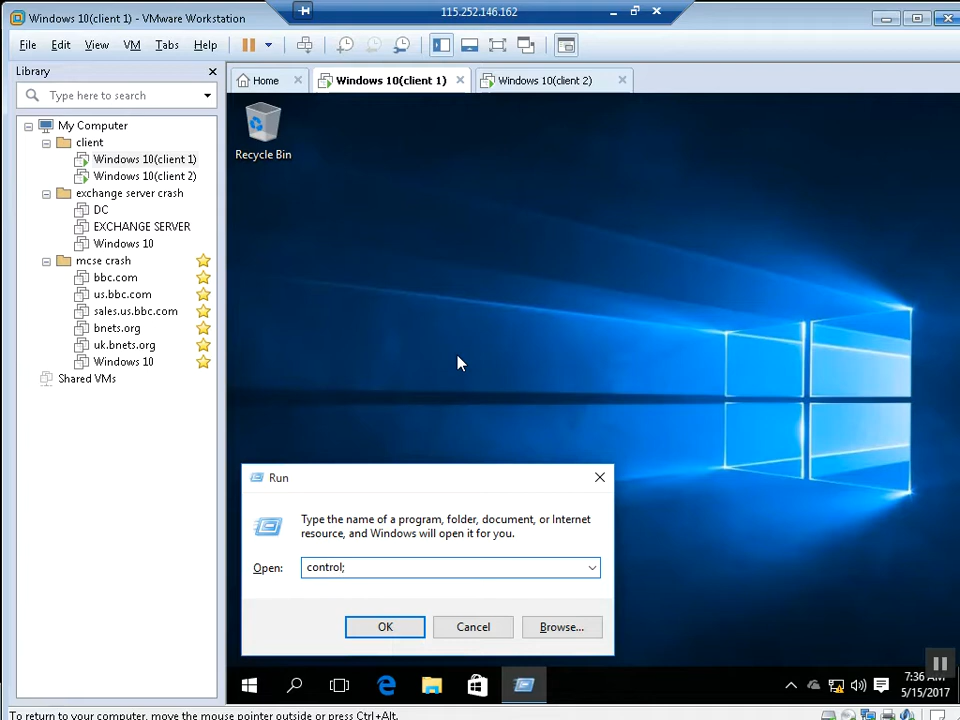 Windows 10(client 1) - VMware Workstation
115.252.146.162
File Edit View VM Tabs Help
Library
Type here to search
Home
Windows 10(client 1)
Windows 10(client 2)
My Computer
client
Windows 10(client 1)
Windows 10(client 2)
exchange server crash
DC
EXCHANGE SERVER
Windows 10
mcse crash
bbc.com
us.bbc.com
sales.us.bbc.com
bnets.org
uk.bnets.org
Windows 10
Shared VMs
Recycle Bin
Run
Type the name of a program, folder, document, or Internet
resource, and Windows will open it for you.
Open: control;
OK Cancel Browse...
7:36 AM
5/15/2017
To return to your computer, move the mouse pointer outside or press Ctrl+Alt.